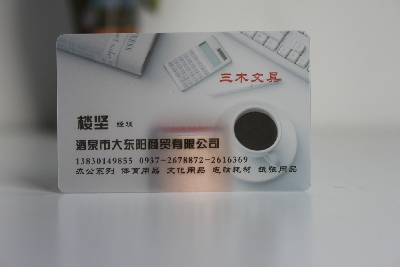 三木文具
楼坚 经理
酒泉市大东阳商贸有限公司
13830149855 0937-2678872-2616369
办公系列 体育用品 文化用品 电脑耗材 纸张用品